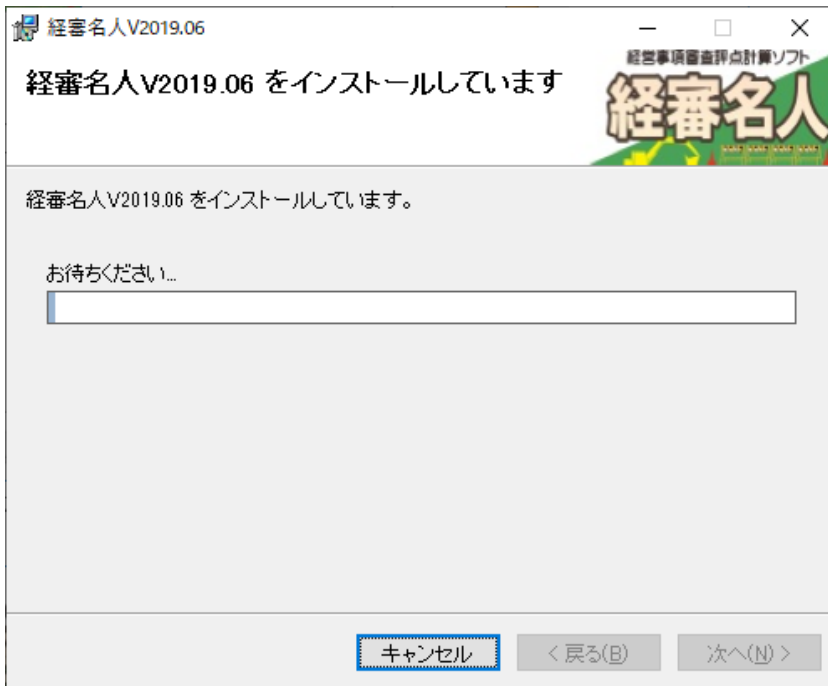 経審名人V2019.06
経審名人V2019.06 をインストールしています
経営事項審査評点計算ソフト
経審名人
経審名人V2019.06 をインストールしています。
お待ちください...
キャンセル
< 戻る(B)
次へ(N) >